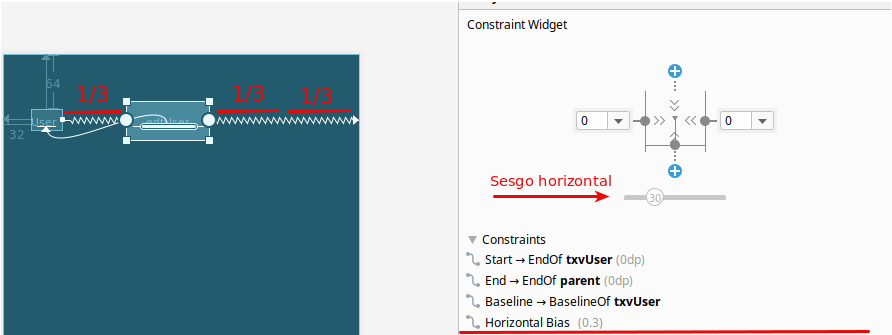 Constraint Widget
64
1/3
1/3
1/3
User
edtUser
32
0
0
Sesgo horizontal
30
Constraints
Start → EndOf txvUser (0dp)
End → EndOf parent (0dp)
Baseline → BaselineOf txvUser
Horizontal Bias (0.3)